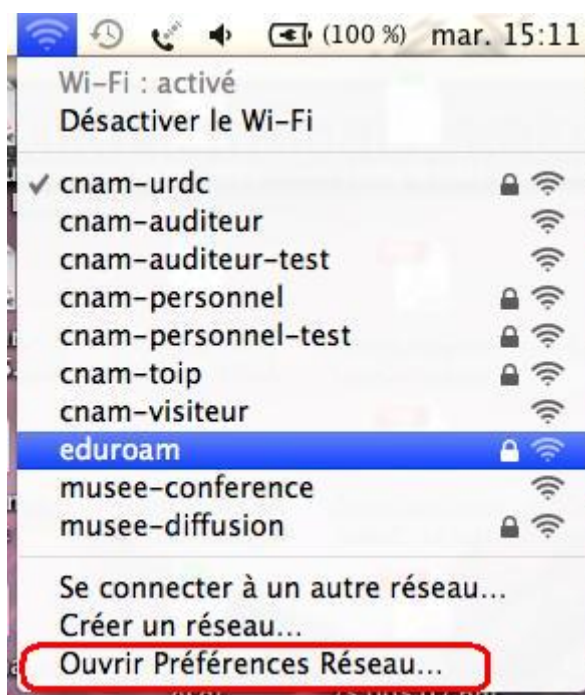 (100 %) mar. 15:11
Wi-Fi : activé
Désactiver le Wi-Fi
cnam-urdc
cnam-auditeur
cnam-auditeur-test
cnam-personnel
cnam-personnel-test
cnam-toip
cnam-visiteur
eduroam
musee-conference
musee-diffusion
Se connecter à un autre réseau...
Créer un réseau...
Ouvrir Préférences Réseau...